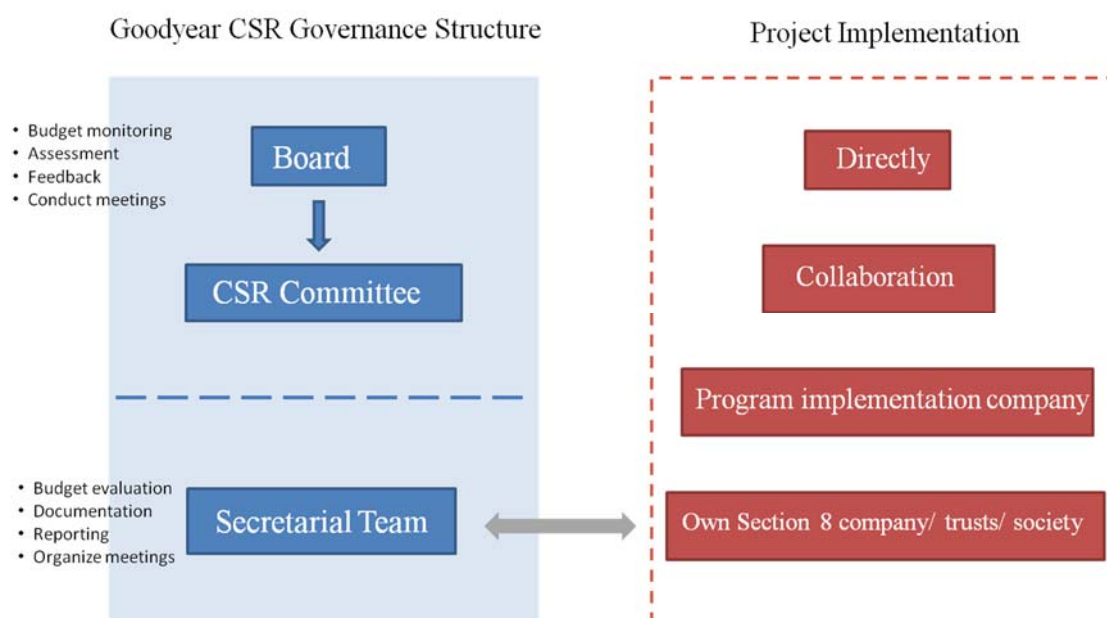 Goodyear CSR Governance Structure
Project Implementation
• Budget monitoring
• Assessment
• Feedback
• Conduct meetings
Board
CSR Committee
• Budget evaluation
• Documentation
• Reporting
• Organize meetings
Secretarial Team
Directly
Collaboration
Program implementation company
Own Section 8 company/ trusts/ society